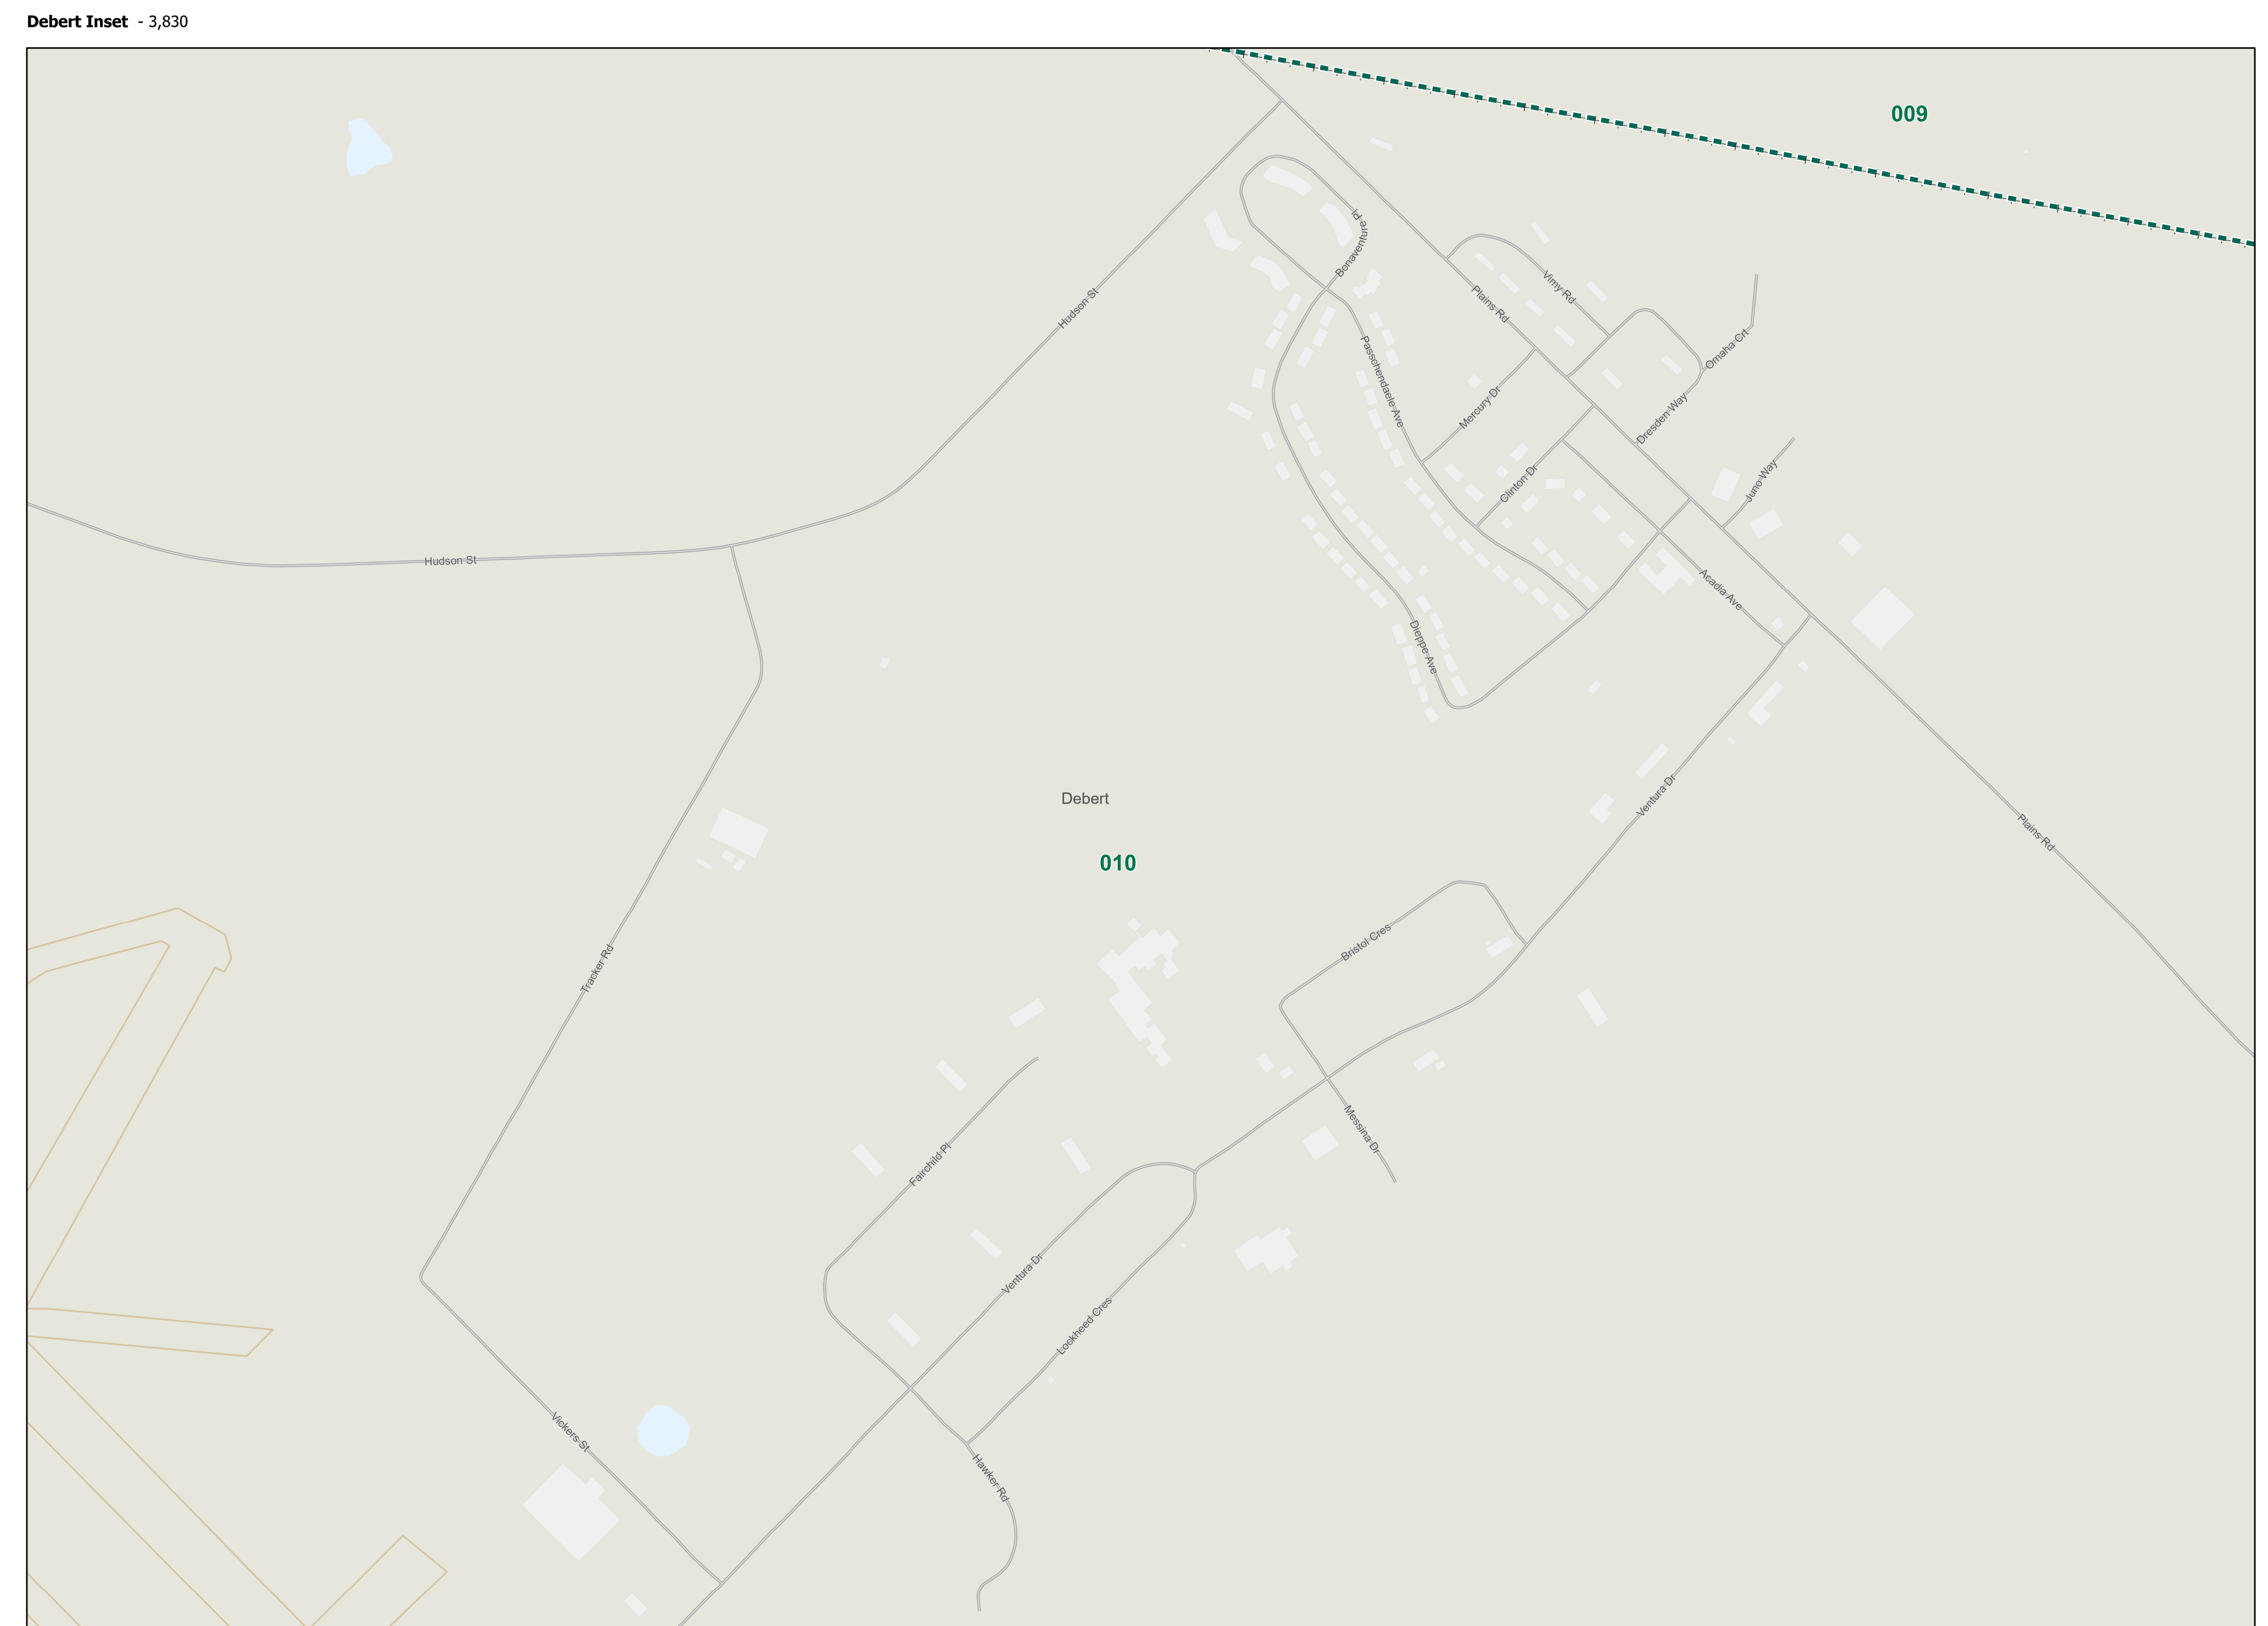 Debert Inset - 3,830
009
Bonaventure Pl
Hudson St
Vimy Rd
Plains Rd
Omaha Crt
Passchendaele Ave
Mercury Dr
Dresden Way
Clinton Dr
Juno Way
Hudson St
Acadia Ave
Dieppe Ave
Debert
Ventura Dr
Plains Rd
010
Bristol Cres
Tracker Rd
Messina Dr
Fairchild Pl
Ventura Dr
Lockheed Cres
Vickers St
Hawker Rd